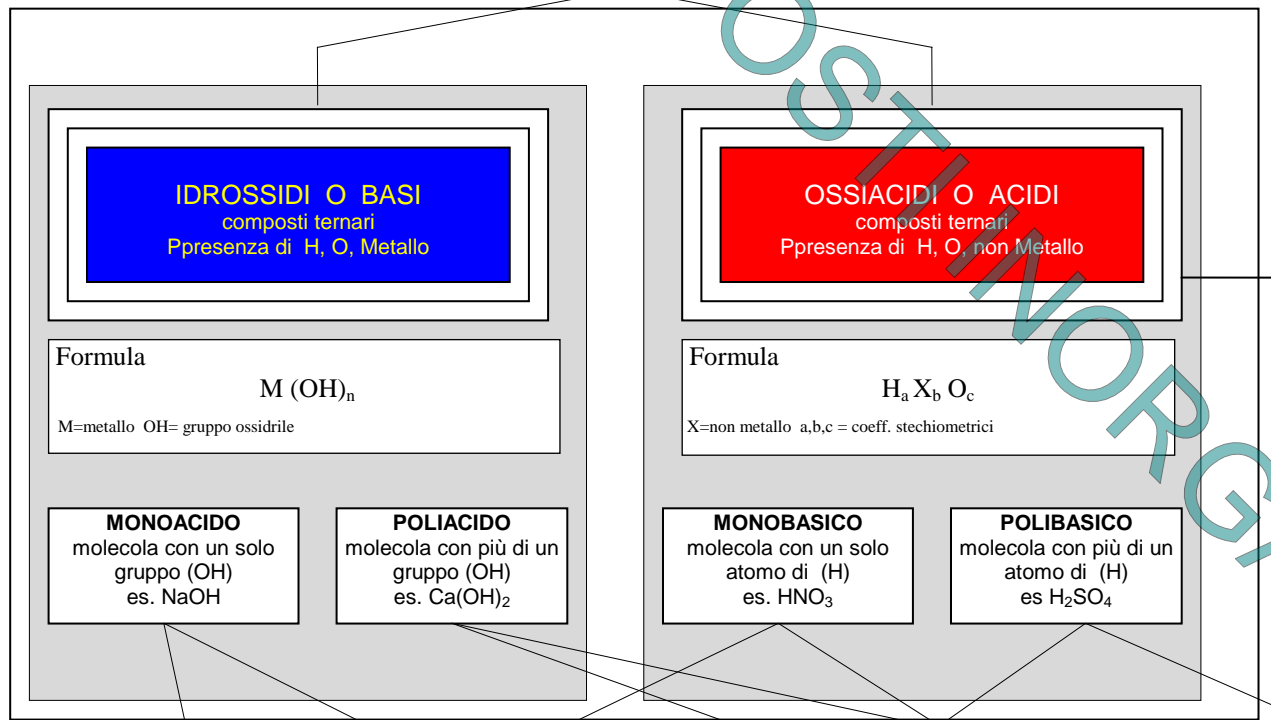 IDROSSIDI O BASI
composti ternari
Ppresenza di H, O, Metallo
Formula
M (OH)n
M=metallo OH= gruppo ossidrile
MONOACIDO
molecola con un solo
gruppo (OH)
es. NaOH
POLIACIDO
molecola con più di un
gruppo (OH)
es. Ca(OH)2
OSSIACIDI O ACIDI
composti ternari
Ppresenza di H, O, non Metallo
Formula
Ha Xb Oc
X=non metallo a,b,c = coeff. stechiometrici
MONOBASICO
molecola con un solo
atomo di (H)
es. HNO3
POLIBASICO
molecola con più di un
atomo di (H)
es H2SO4
OSTI INORGA